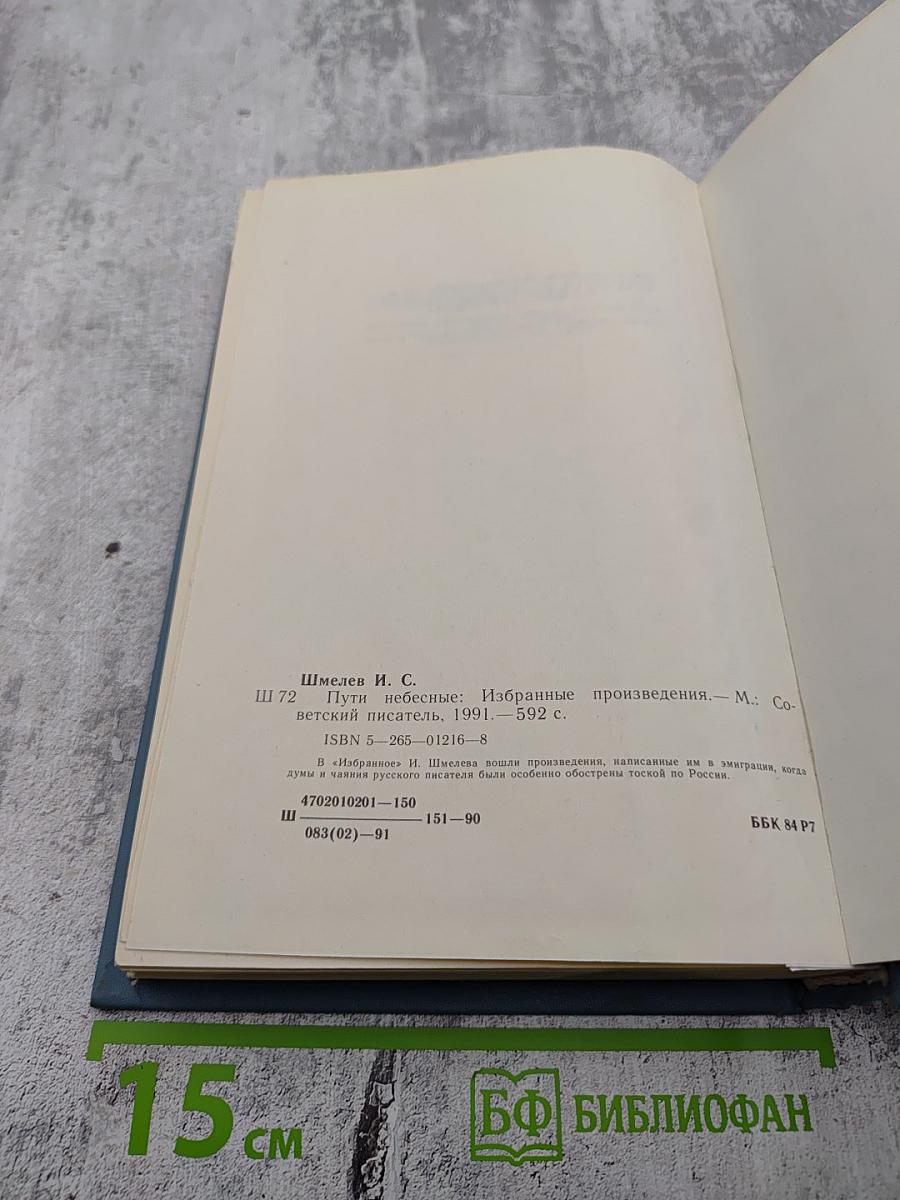 Шмелев И. С.
Ш 72 Пути небесные: Избранные произведения.— М.: Со-
ветский писатель, 1991.— 592 с.
ISBN 5—265—01216—8
В «Избранное» И. Шмелева вошли произведения, написанные им в эмиграции, когда
думы и чаяния русского писателя были особенно обострены тоской по России.
4702010201—150
Ш 151—90
083(02)—91
ББК 84 Р7
15 см
БФ БИБЛИОФАН